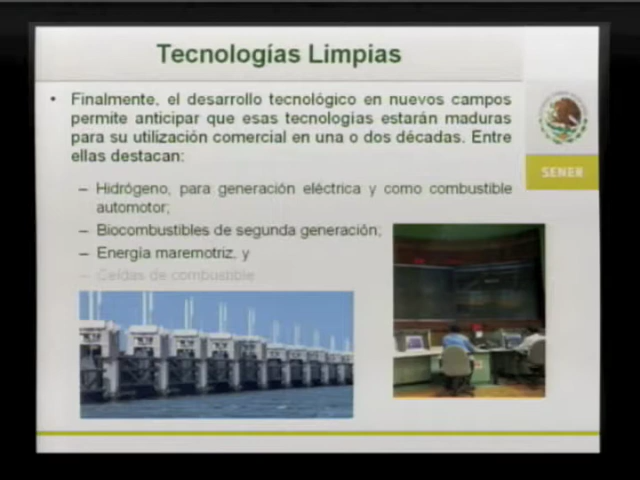 Tecnologías Limpias
• Finalmente, el desarrollo tecnológico en nuevos campos
permite anticipar que esas tecnologías estarán maduras
para su utilización comercial en una o dos décadas. Entre
ellas destacan:
SENER
– Hidrógeno, para generación eléctrica y como combustible
automotor;
– Biocombustibles de segunda generación;
– Energía maremotriz, y
– Celdas de combustible